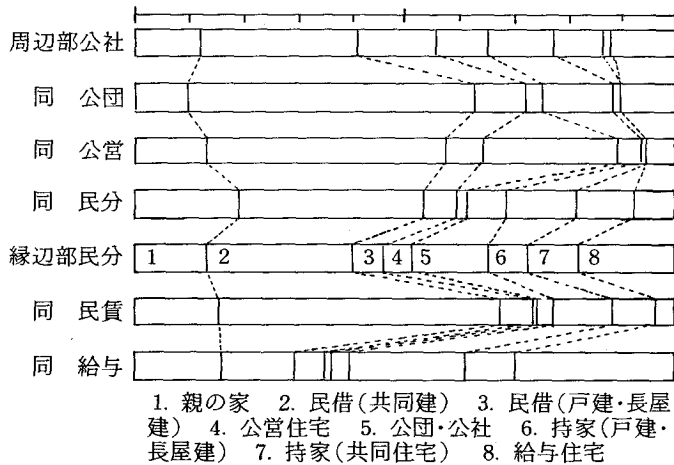 周辺部公社
同 公団
同 公営
同 民分
縁辺部民分 1 2 3 4 5 6 7 8
同 民賃
同 給与
1. 親の家 2. 民借(共同建) 3. 民借(戸建・長屋
建) 4. 公営住宅 5. 公団・公社 6. 持家(戸建・
長屋建) 7. 持家(共同住宅) 8. 給与住宅